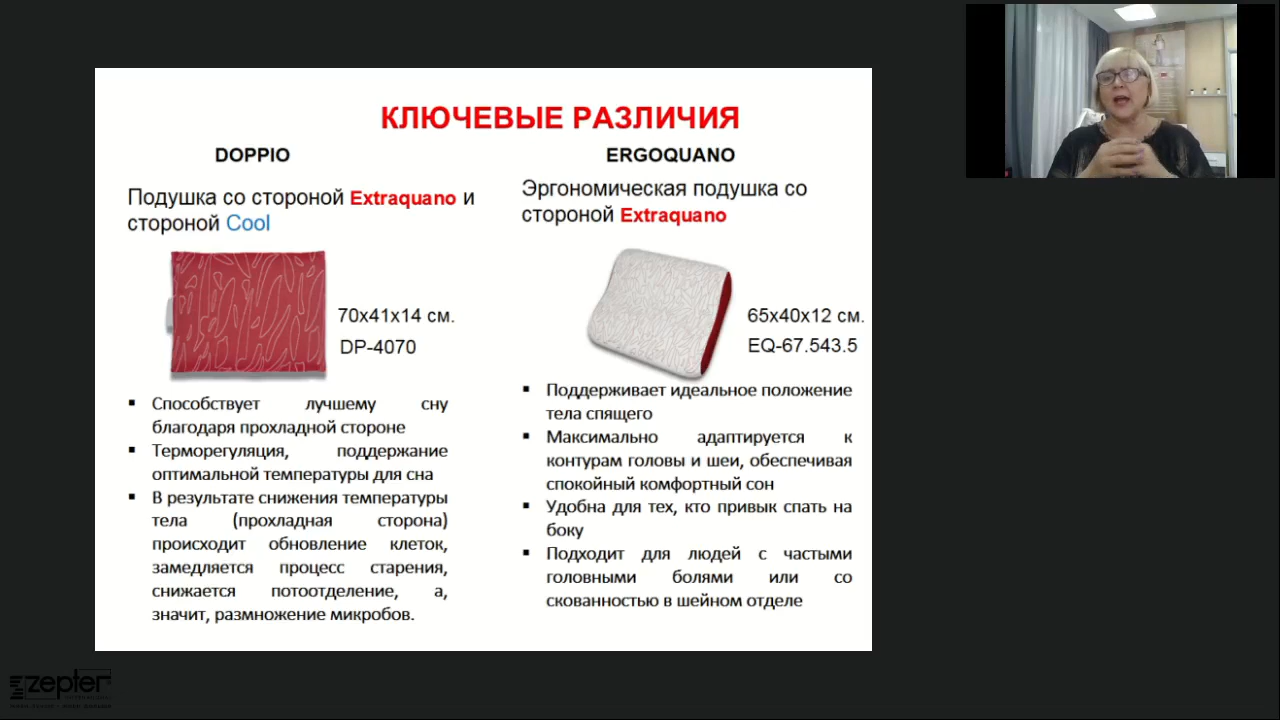 КЛЮЧЕВЫЕ РАЗЛИЧИЯ
DOPPIO
Подушка со стороной Extraquano и
стороной Cool
70x41x14 см.
DP-4070
▪ Способствует лучшему сну
благодаря прохладной стороне
▪ Терморегуляция, поддержание
оптимальной температуры для сна
▪ В результате снижения температуры
тела (прохладная сторона)
происходит обновление клеток,
замедляется процесс старения,
снижается потоотделение, а,
значит, размножение микробов.
ERGOQUANO
Эргономическая подушка со
стороной Extraquano
65x40x12 см.
EQ-67.543.5
▪ Поддерживает идеальное положение
тела спящего
▪ Максимально адаптируется к
контурам головы и шеи, обеспечивая
спокойный комфортный сон
▪ Удобна для тех, кто привык спать на
боку
▪ Подходит для людей с частыми
головными болями или со
скованностью в шейном отделе
zepter